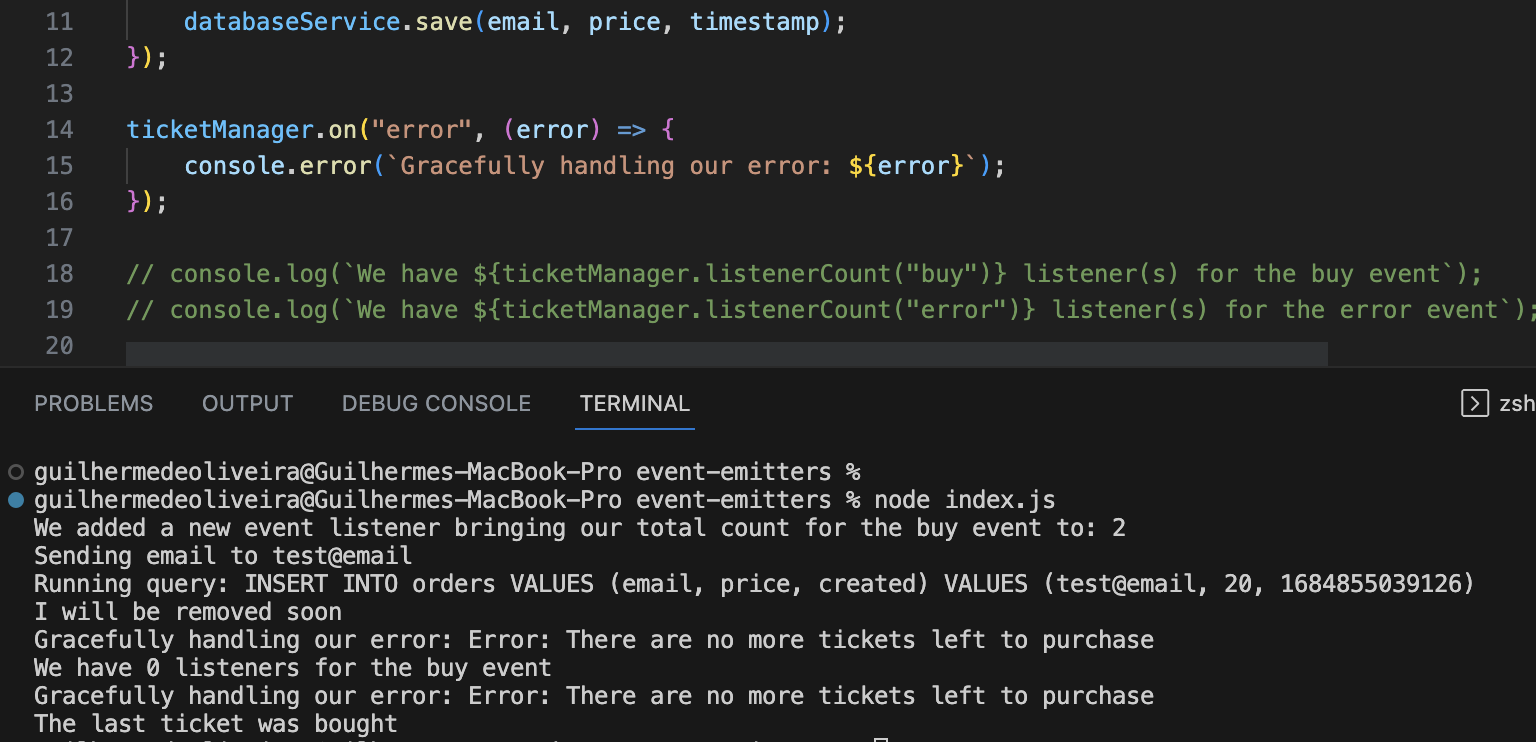 11 databaseService.save(email, price, timestamp);
12 });
13
14 ticketManager.on("error", (error) => {
15 console.error(`Gracefully handling our error: ${error}`);
16 });
17
18 // console.log(`We have ${ticketManager.listenerCount("buy")} listener(s) for the buy event`);
19 // console.log(`We have ${ticketManager.listenerCount("error")} listener(s) for the error event`);
20
PROBLEMS OUTPUT DEBUG CONSOLE TERMINAL zsh
guilhermedeoliveira@Guilhermes-MacBook-Pro event-emitters %
guilhermedeoliveira@Guilhermes-MacBook-Pro event-emitters % node index.js
We added a new event listener bringing our total count for the buy event to: 2
Sending email to test@email
Running query: INSERT INTO orders VALUES (email, price, created) VALUES (test@email, 20, 1684855039126)
I will be removed soon
Gracefully handling our error: Error: There are no more tickets left to purchase
We have 0 listeners for the buy event
Gracefully handling our error: Error: There are no more tickets left to purchase
The last ticket was bought